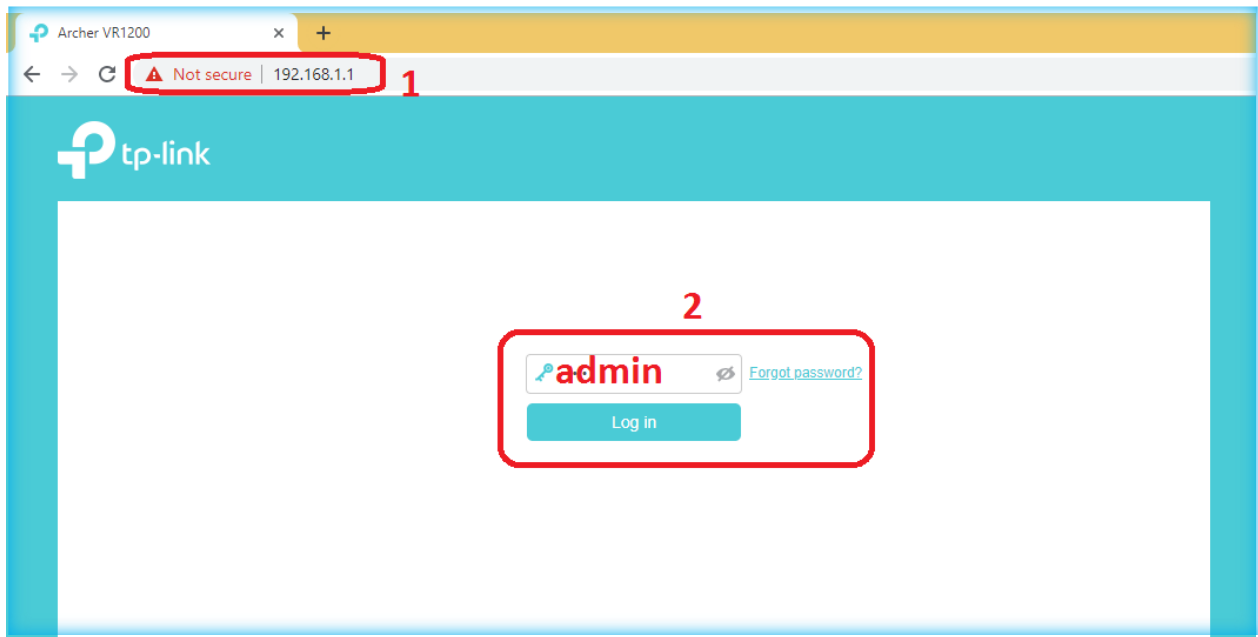 Archer VR1200
Not secure 192.168.1.1
1
tp-link
2
admin
Forgot password?
Log in